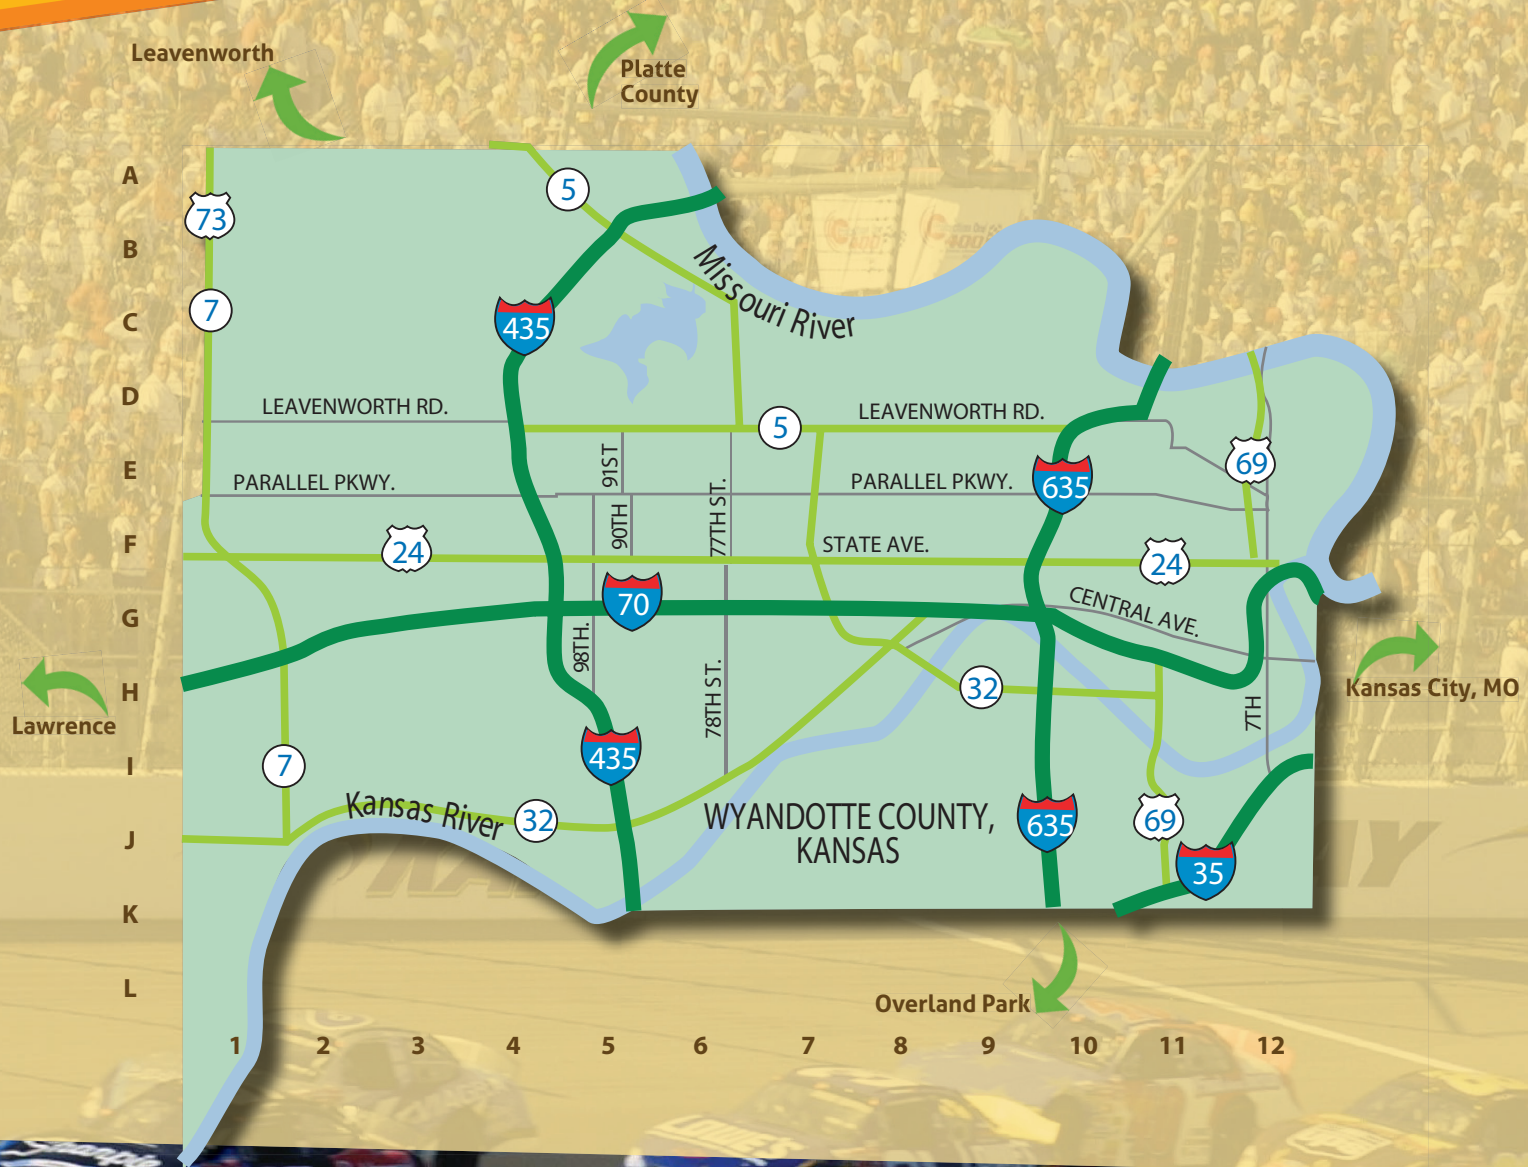 Leavenworth
Platte
County
A
B
C
D
E
F
G
H
I
J
K
L
1
2
3
4
5
6
7
8
9
10
11
12
73
7
5
435
Missouri River
LEAVENWORTH RD.
5
LEAVENWORTH RD.
PARALLEL PKWY.
91ST
PARALLEL PKWY.
635
69
24
90TH
77TH ST.
STATE AVE.
24
70
CENTRAL AVE.
98TH.
78TH ST.
32
7TH
Kansas City, MO
Lawrence
7
435
Kansas River
32
WYANDOTTE COUNTY,
KANSAS
635
69
35
Overland Park